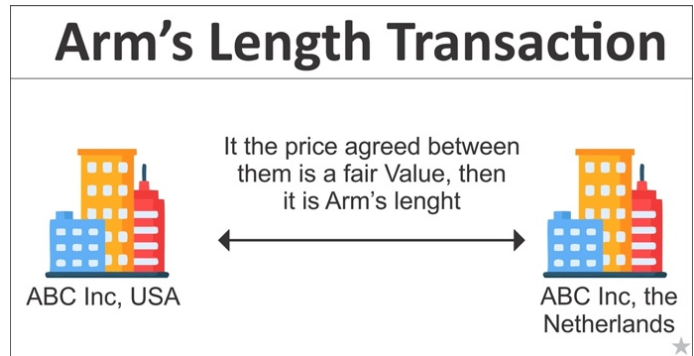 Arm's Length Transaction
It the price agreed between
them is a fair Value, then
it is Arm's lenght
ABC Inc, USA
ABC Inc, the
Netherlands